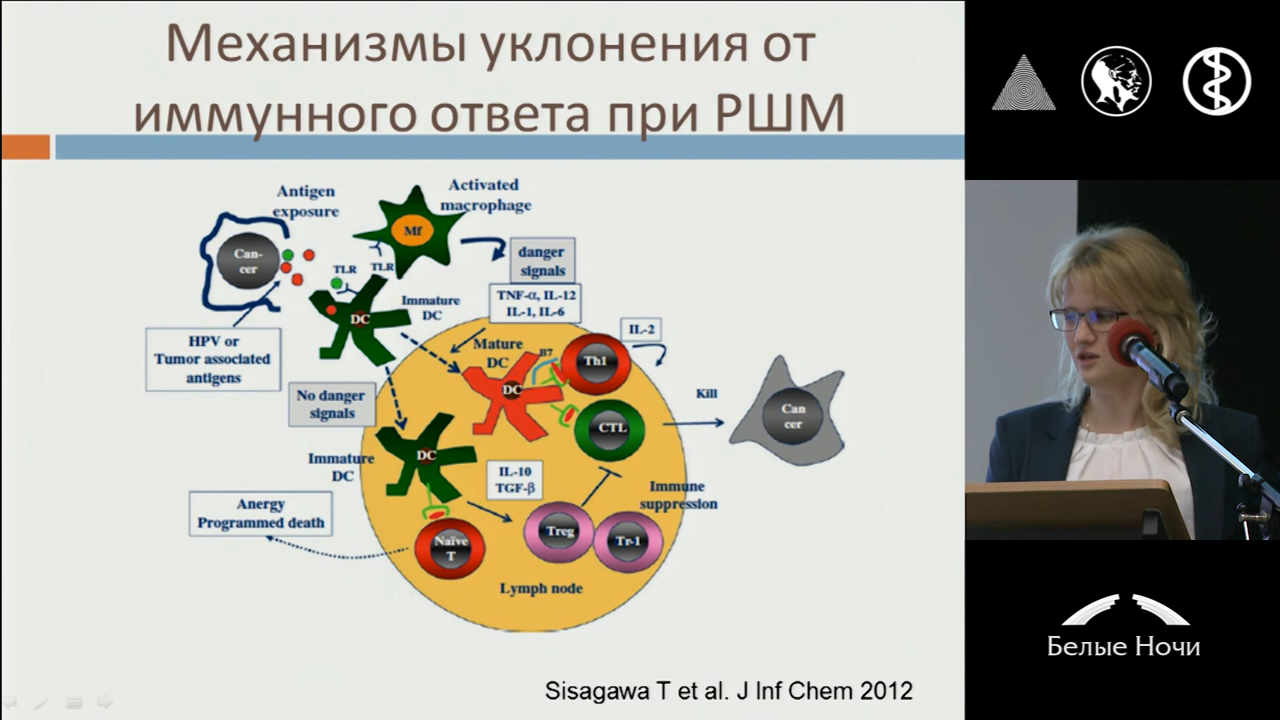 Механизмы уклонения от
иммунного ответа при РШМ
Antigen
exposure
Activated
macrophage
Mf
Can-
cer
TLR
TLR
danger
signals
DC
Immature
DC
TNF-α, IL-12
IL-1, IL-6
HPV or
Tumor associated
antigens
IL-2
Mature
DC
B7
Th1
DC
No danger
signals
Kill
Can
cer
CTL
DC
Immature
DC
IL-10
TGF-β
Immune
suppression
Anergy
Programmed death
Naïve
T
Treg
Tr-1
Lymph node
Sisagawa T et al. J Inf Chem 2012
Белые Ночи